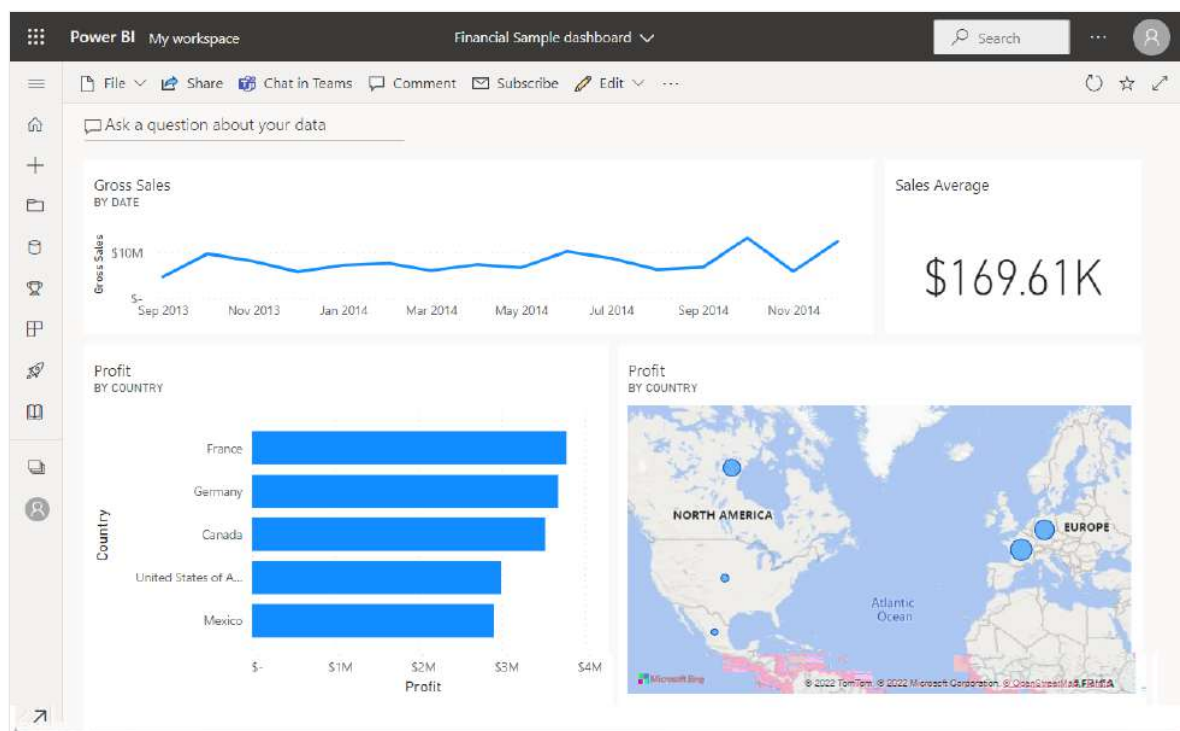 Power BI My workspace Financial Sample dashboard Search ...
File Share Chat in Teams Comment Subscribe Edit ...
Ask a question about your data
Gross Sales
BY DATE
Gross Sales
$10M
$-
Sep 2013 Nov 2013 Jan 2014 Mar 2014 May 2014 Jul 2014 Sep 2014 Nov 2014
Sales Average
$169.61K
Profit
BY COUNTRY
Country
France
Germany
Canada
United States of A...
Mexico
$- $1M $2M $3M $4M
Profit
Profit
BY COUNTRY
NORTH AMERICA
EUROPE
Atlantic
Ocean
AFRICA
Microsoft Bing
© 2022 TomTom, © 2022 Microsoft Corporation, © OpenStreetMap